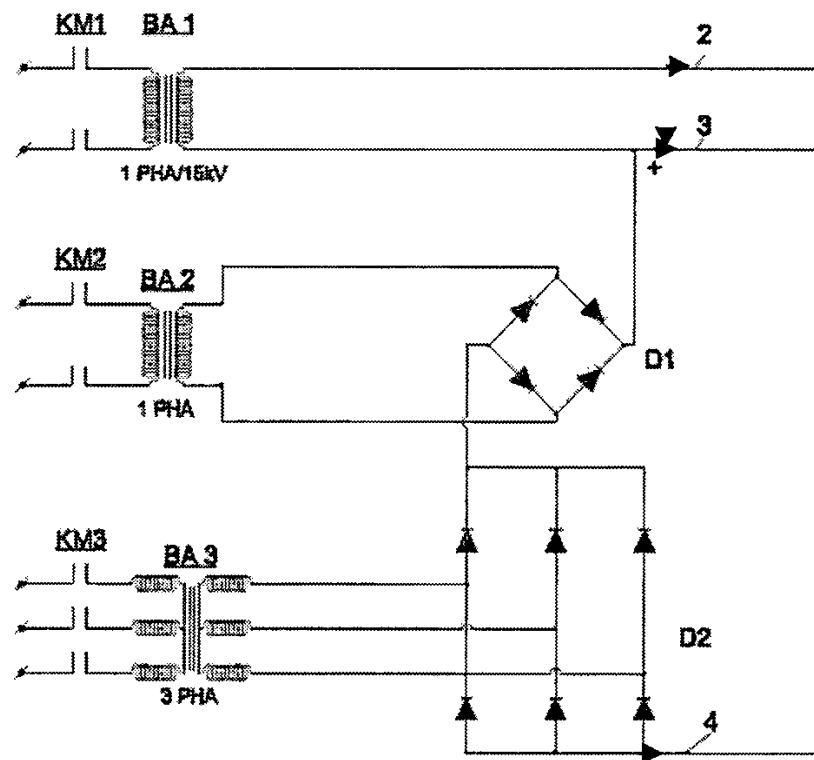 KM1 BA 1 2
3
1 PHA/15kV +
KM2 BA 2
D1
1 PHA
KM3 BA 3
D2
3 PHA
4